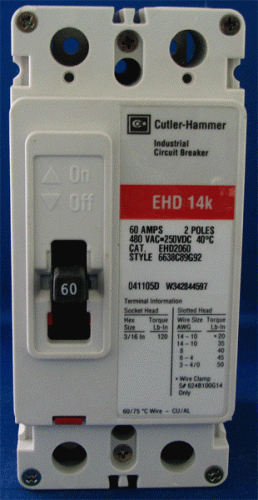 Cutler-Hammer
Industrial
Circuit Breaker
On
Off
EHD 14k
60 AMPS 2 POLES
480 VAC=250VDC 40°C
CAT. EHD2060
STYLE 6638C89G92
041105D W342844597
60
Terminal Information
Socket Head Slotted Head
Hex Torque Wire Size Torque
Size Lb-In AWG Lb-In
3/16 In 120 14-10 *20
14-10 35
8 40
6-4 45
3-4/0 50
* Wire Clamp
S# 624B100G14
Only
60/75 °C Wire - CU/AL